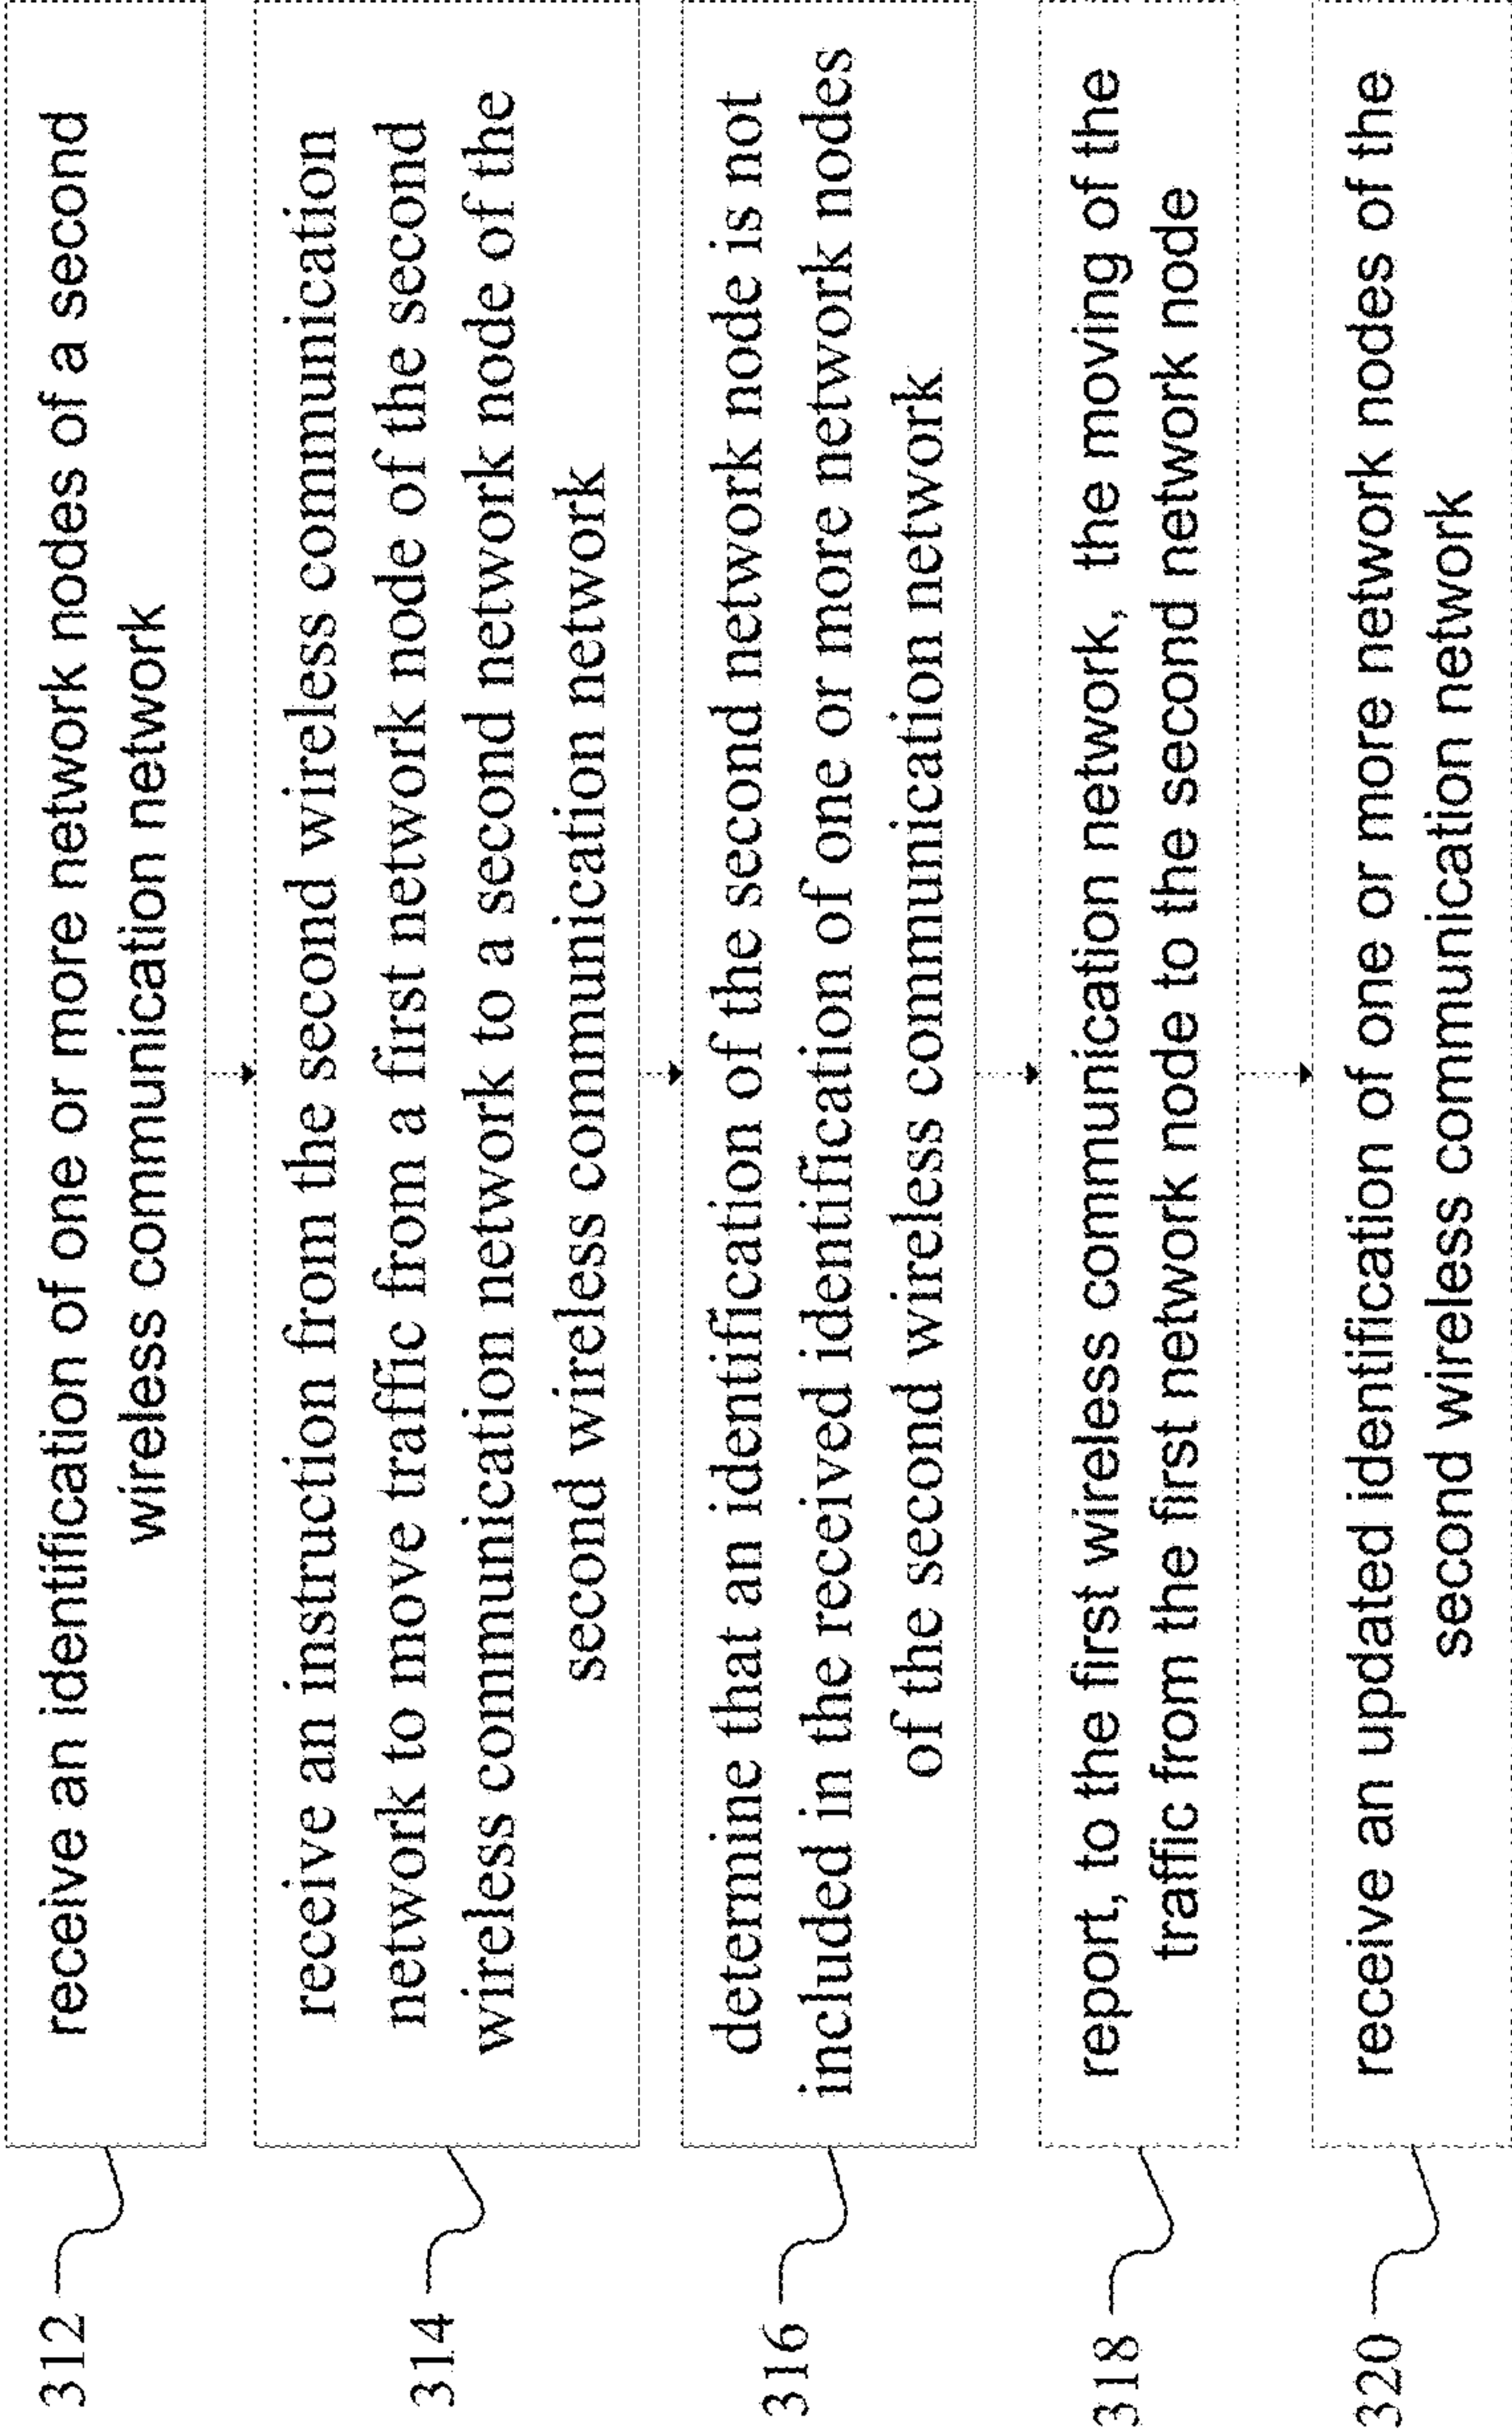 312
receive an identification of one or more network nodes of a second
wireless communication network
314
receive an instruction from the second wireless communication
network to move traffic from a first network node of the second
wireless communication network to a second network node of the
second wireless communication network
316
determine that an identification of the second network node is not
included in the received identification of one or more network nodes
of the second wireless communication network
318
report, to the first wireless communication network, the moving of the
traffic from the first network node to the second network node
320
receive an updated identification of one or more network nodes of the
second wireless communication network